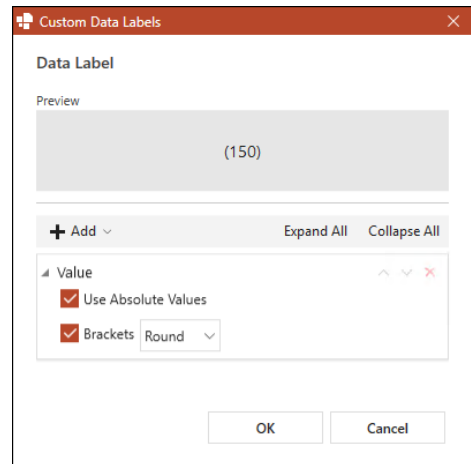 Custom Data Labels
Data Label
Preview
(150)
Add Expand All Collapse All
Value
Use Absolute Values
Brackets Round
OK Cancel